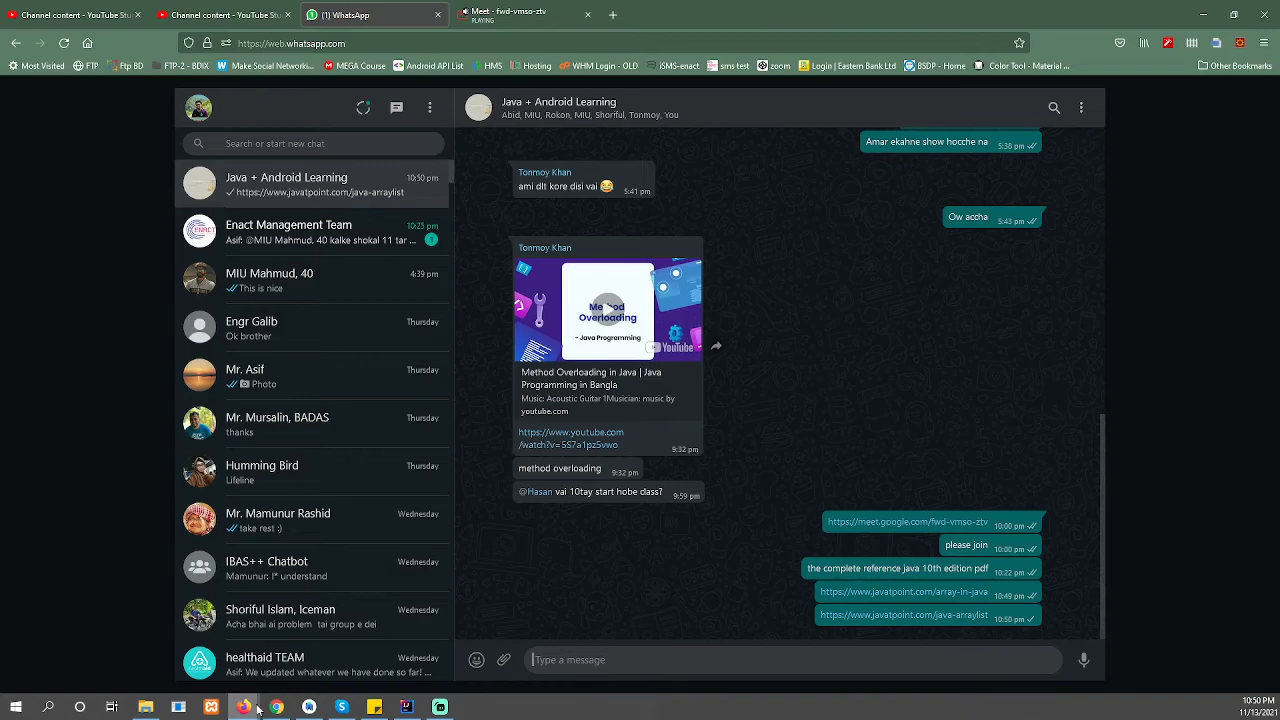 Channel content - YouTube Stu
Channel content - YouTube Stu
(1) WhatsApp
Meet - fwd-vmso-ztv
PLAYING
https://web.whatsapp.com
Most Visited
FTP
Ftp BD
FTP-2 - BDIX
Make Social Networki...
MEGA Course
Android API List
HMS
Hosting
WHM Login - OLD
iSMS-enact
sms test
zoom
Login | Eastern Bank Ltd
BSDP - Home
Color Tool - Material ...
Other Bookmarks
Search or start new chat
Java + Android Learning
10:50 pm
https://www.javatpoint.com/java-arraylist
Enact Management Team
10:25 pm
Asif: @MIU Mahmud, 40 kalke shokal 11 tar ...
1
MIU Mahmud, 40
4:39 pm
This is nice
Engr Galib
Thursday
Ok brother
Mr. Asif
Thursday
Photo
Mr. Mursalin, BADAS
Thursday
thanks
Humming Bird
Thursday
Lifeline
Mr. Mamunur Rashid
Wednesday
take rest :)
IBAS++ Chatbot
Wednesday
Mamunur: I"m understand
Shoriful Islam, Iceman
Wednesday
Acha bhai ai project tai group e dei
healthaid TEAM
Wednesday
Asif: We updated whatever we have done so far! ...
Java + Android Learning
Abid, MIU, Rokon, MIU, Shoriful, Tonmoy, You
Amar ekahne show hocche na
5:38 pm
Tonmoy Khan
ami dlt kore disi vai 😂
5:41 pm
Ow accha
5:43 pm
Tonmoy Khan
Method
Overloading
- Java Programming
YouTube
Method Overloading in Java | Java
Programming in Bangla
Music: Acoustic Guitar 1Musician: music by
youtube.com
https://www.youtube.com
/watch?v=5S7a1pz5vwo
9:32 pm
method overloading
9:32 pm
@Hasan vai 10tay start hobe class?
9:59 pm
https://meet.google.com/fwd-vmso-ztv
10:00 pm
please join
10:00 pm
the complete reference java 10th edition pdf
10:22 pm
https://www.javatpoint.com/array-in-java
10:49 pm
https://www.javatpoint.com/java-arraylist
10:50 pm
Type a message
10:50 PM
11/13/2021